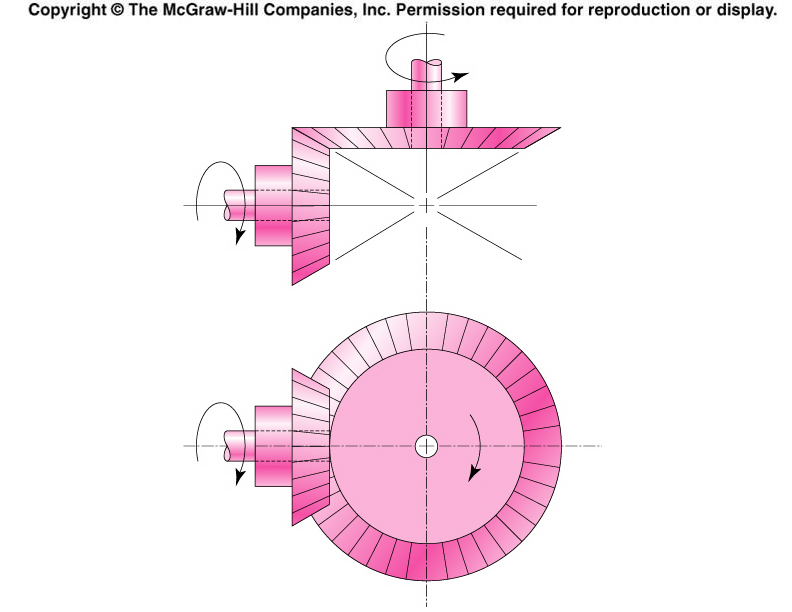 Copyright © The McGraw-Hill Companies, Inc. Permission required for reproduction or display.